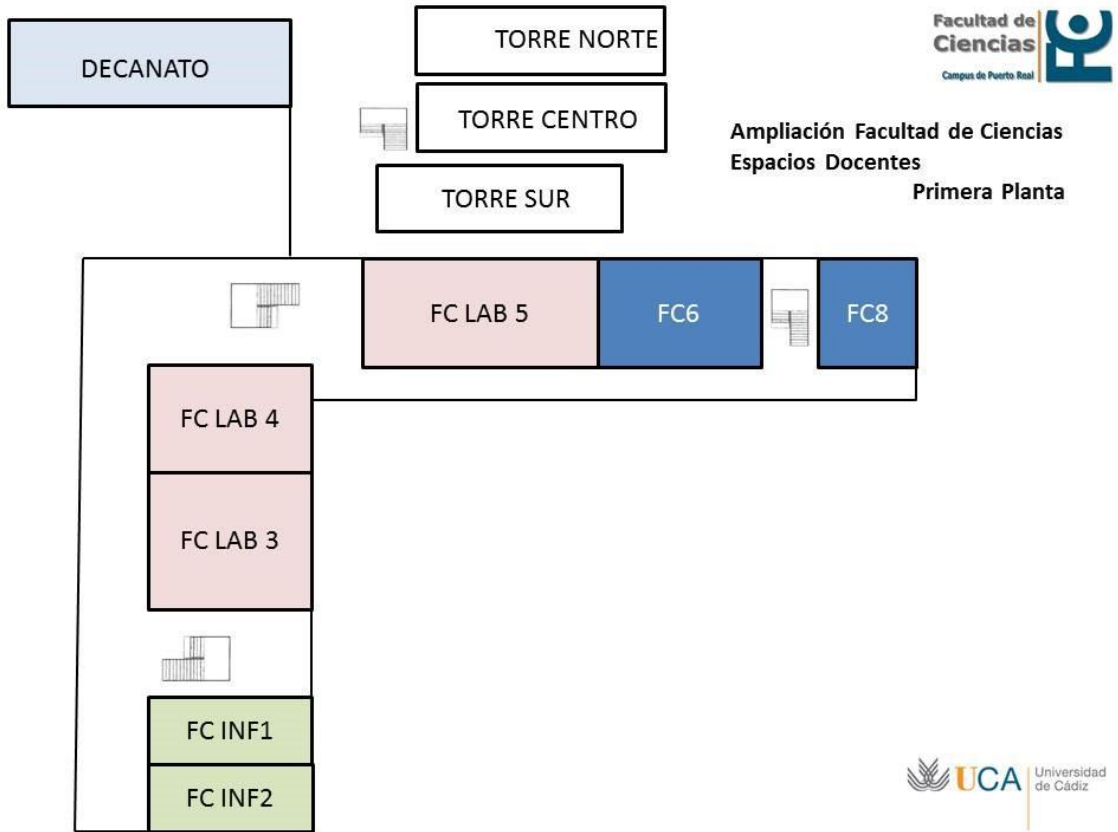 DECANATO
TORRE NORTE
TORRE CENTRO
TORRE SUR
Facultad de
Ciencias
Campus de Puerto Real
FC
Ampliación Facultad de Ciencias
Espacios Docentes
Primera Planta
FC LAB 5
FC6
FC8
FC LAB 4
FC LAB 3
FC INF1
FC INF2
UCA
Universidad
de Cádiz